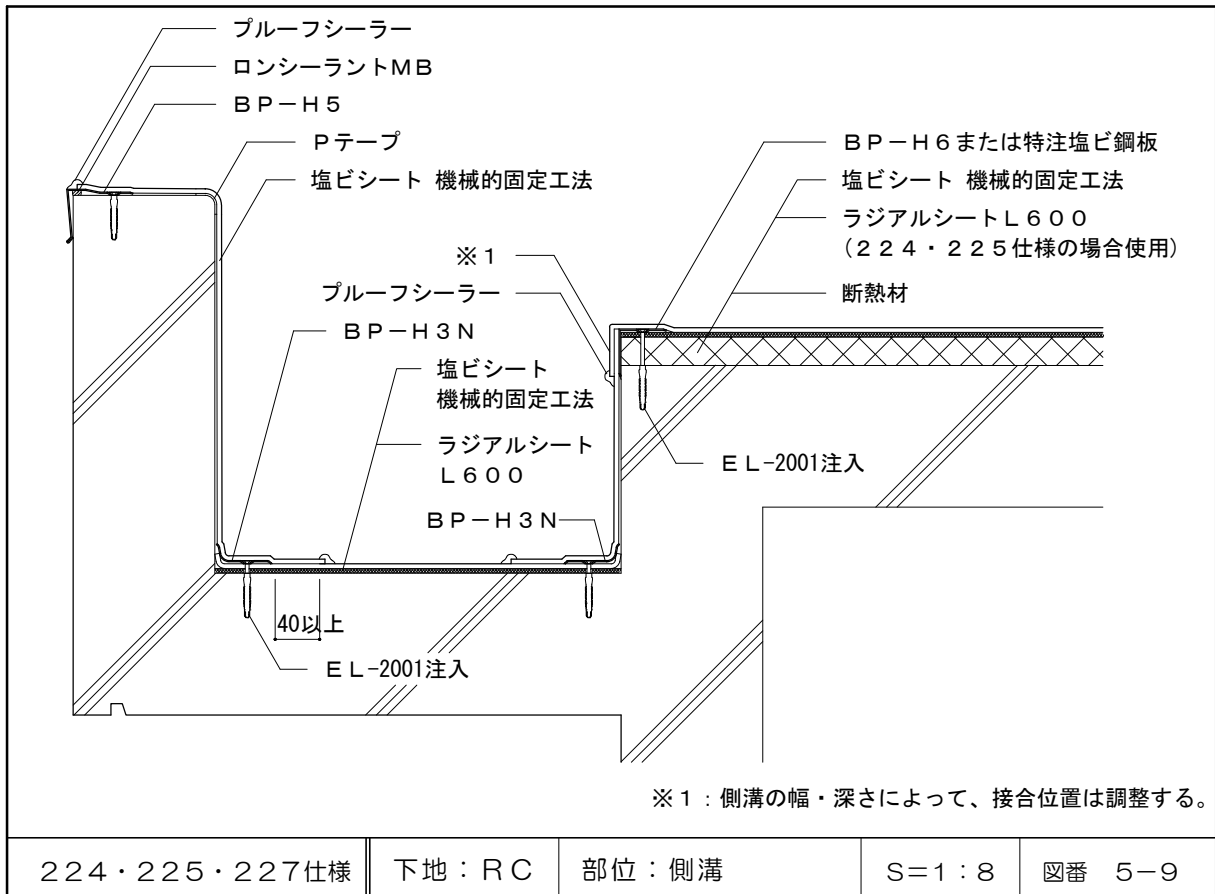 プルーフシーラー
ロンシーラントＭＢ
ＢＰ－Ｈ５
Ｐテープ
塩ビシート 機械的固定工法
ＢＰ－Ｈ６または特注塩ビ鋼板
塩ビシート 機械的固定工法
ラジアルシートＬ６００
（２２４・２２５仕様の場合使用）
断熱材
※１
プルーフシーラー
ＢＰ－Ｈ３Ｎ
塩ビシート
機械的固定工法
ラジアルシート
Ｌ６００
ＢＰ－Ｈ３Ｎ
ＥＬ-2001注入
40以上
ＥＬ-2001注入
※１：側溝の幅・深さによって、接合位置は調整する。
２２４・２２５・２２７仕様
下地：ＲＣ
部位：側溝
Ｓ＝１：８
図番 ５－９